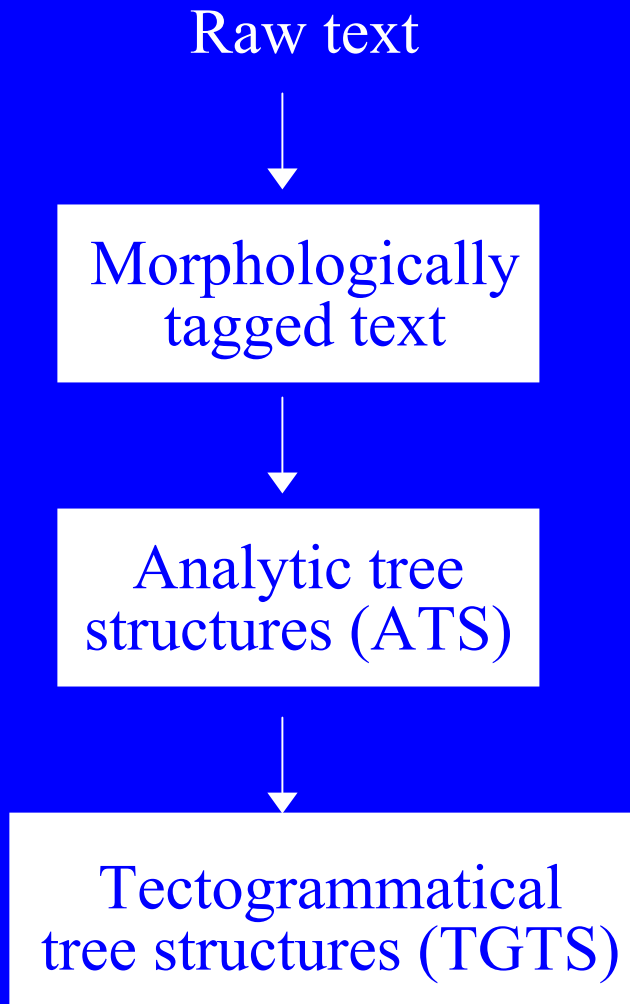 Raw text
Morphologically
tagged text
Analytic tree
structures (ATS)
Tectogrammatical
tree structures (TGTS)